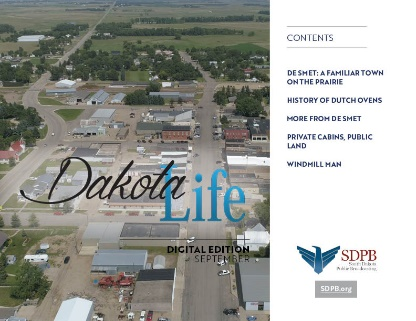 Dakota
Life
DIGITAL EDITION
SEPTEMBER
CONTENTS
DE SMET: A FAMILIAR TOWN
ON THE PRAIRIE
HISTORY OF DUTCH OVENS
MORE FROM DE SMET
PRIVATE CABINS, PUBLIC
LAND
WINDMILL MAN
SDPB
South Dakota
Public Broadcasting
SDPB.org